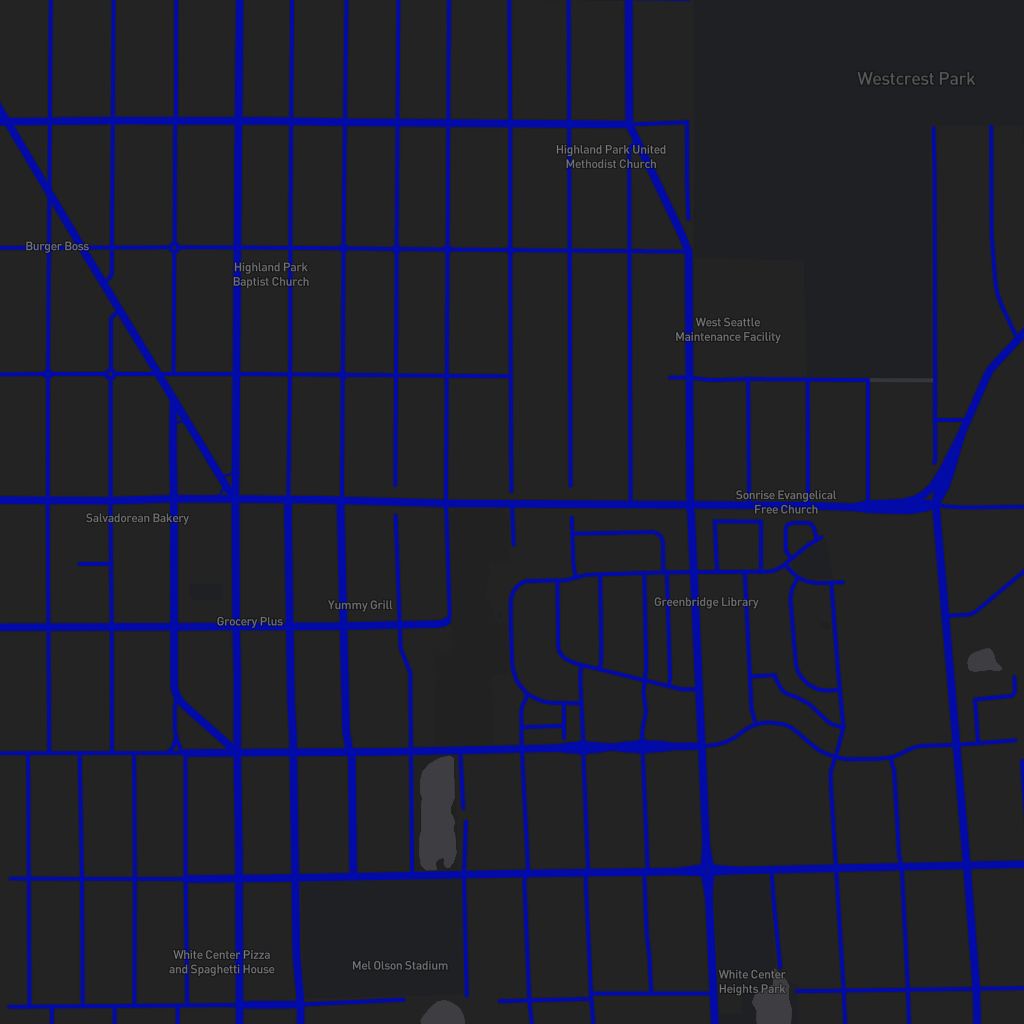 Westcrest Park
Highland Park United
Methodist Church
Burger Boss
Highland Park
Baptist Church
West Seattle
Maintenance Facility
Sonrise Evangelical
Free Church
Salvadorean Bakery
Yummy Grill
Greenbridge Library
Grocery Plus
White Center Pizza
and Spaghetti House
Mel Olson Stadium
White Center
Heights Park